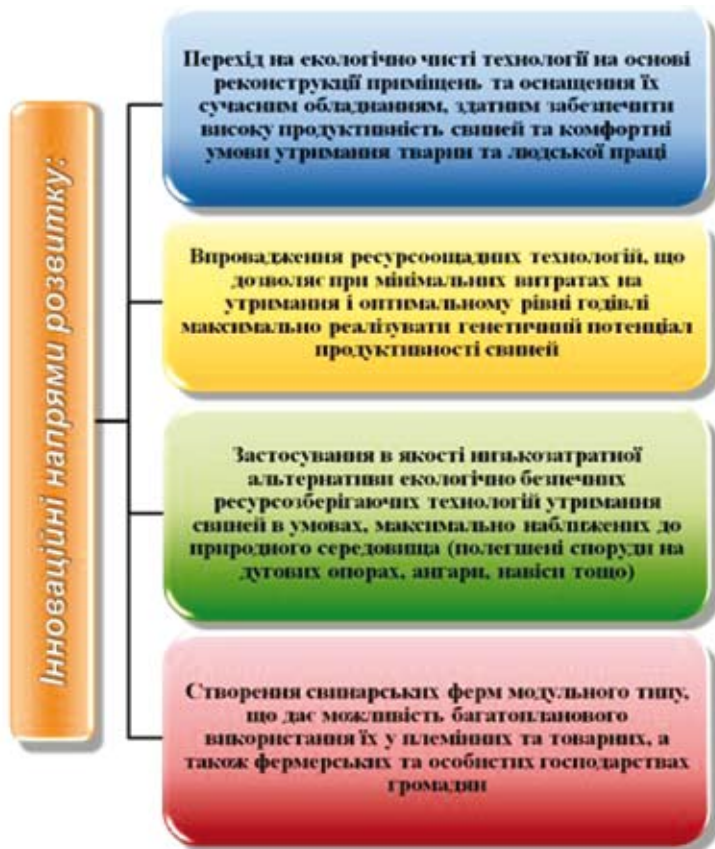 Інноваційні напрями розвитку:
Перехід на екологічно чисті технології на основі
реконструкції приміщень та оснащення їх
сучасним обладнанням, здатним забезпечити
високу продуктивність свиней та комфортні
умови утримання тварин та людської праці
Впровадження ресурсоощадних технологій, що
дозволяє при мінімальних витратах на
утримання і оптимальному рівні годівлі
максимально реалізувати генетичний потенціал
продуктивності свиней
Застосування в якості низькозатратної
альтернативи екологічно безпечних
ресурсозберігаючих технологій утримання
свиней в умовах, максимально наближених до
природного середовища (полегшені споруди на
дугових опорах, ангари, навіси тощо)
Створення свинарських ферм модульного типу,
що дає можливість багатопланового
використання їх у племінних та товарних, а
також фермерських та особистих господарствах
громадян